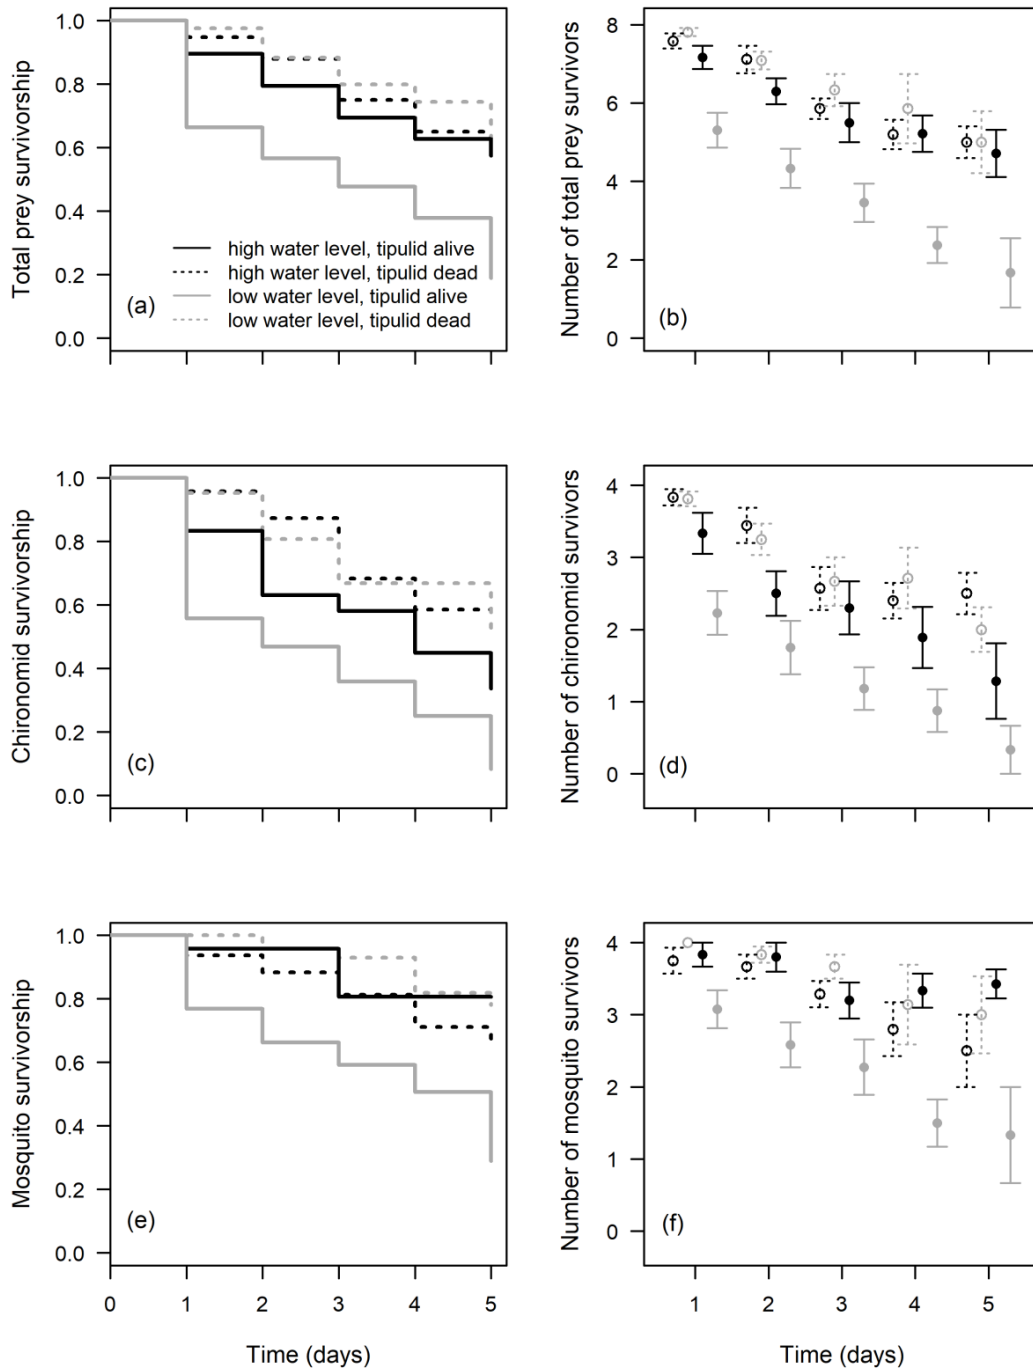 Total prey survivorship
1.0
0.8
0.6
0.4
0.2
0.0
high water level, tipulid alive
high water level, tipulid dead
low water level, tipulid alive
low water level, tipulid dead
(a)
Number of total prey survivors
8
6
4
2
0
(b)
Chironomid survivorship
1.0
0.8
0.6
0.4
0.2
0.0
(c)
Number of chironomid survivors
4
3
2
1
0
(d)
Mosquito survivorship
1.0
0.8
0.6
0.4
0.2
0.0
(e)
0 1 2 3 4 5
Time (days)
Number of mosquito survivors
4
3
2
1
0
(f)
1 2 3 4 5
Time (days)